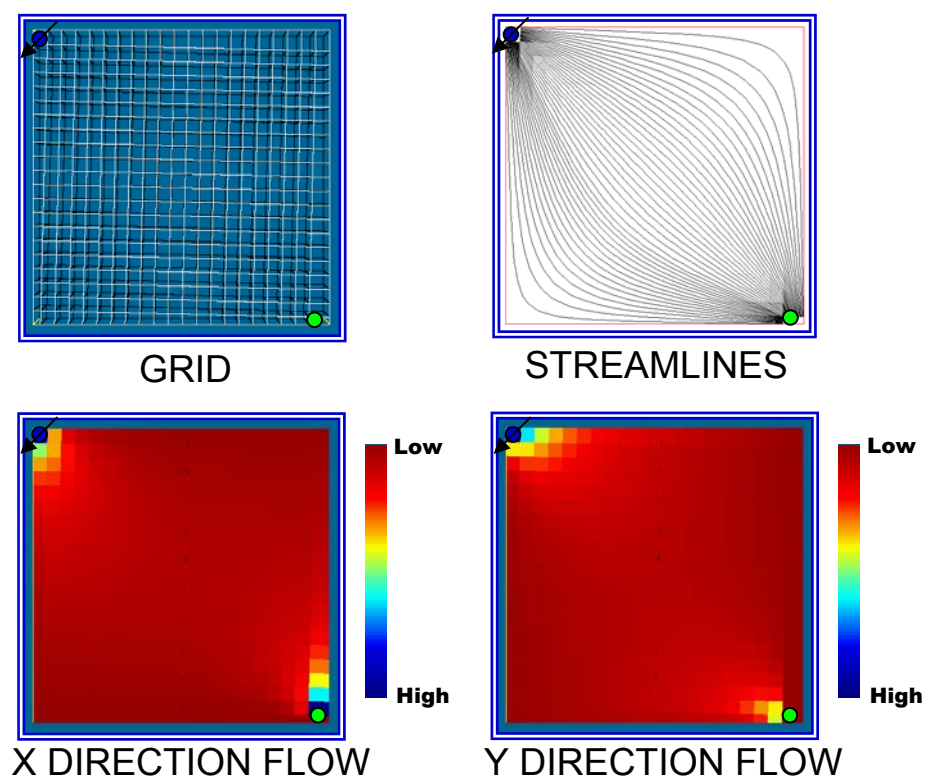 GRID
STREAMLINES
Low
High
X DIRECTION FLOW
Low
High
Y DIRECTION FLOW